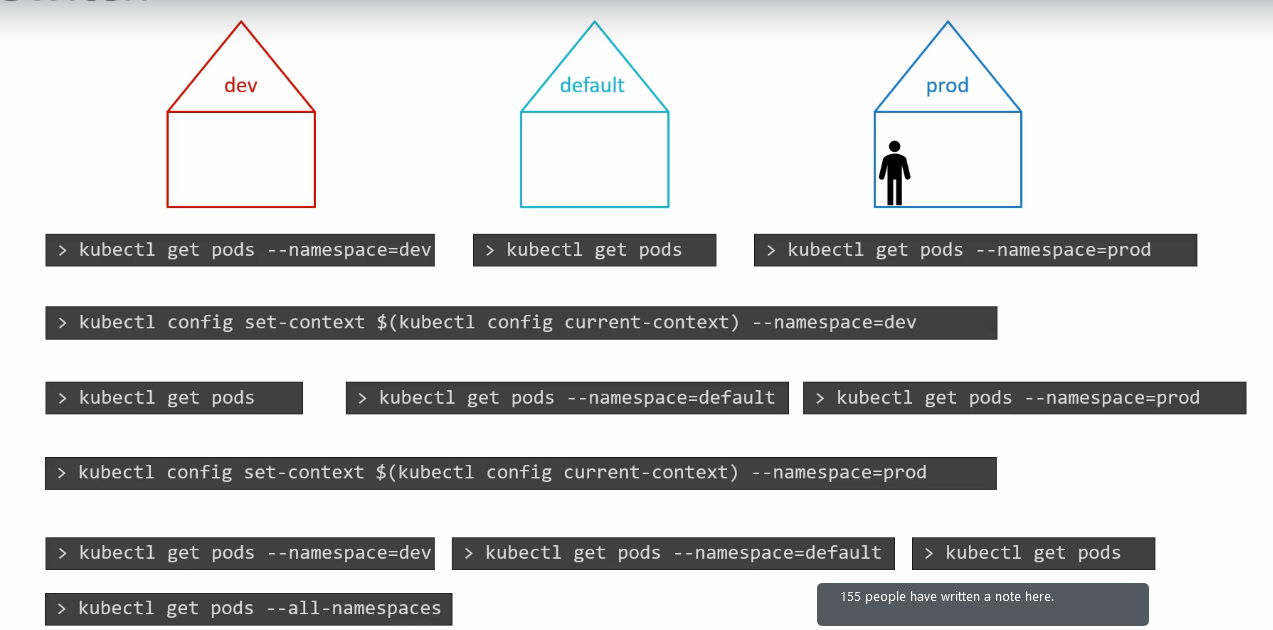 dev
default
prod
> kubectl get pods --namespace=dev
> kubectl get pods
> kubectl get pods --namespace=prod
> kubectl config set-context $(kubectl config current-context) --namespace=dev
> kubectl get pods
> kubectl get pods --namespace=default
> kubectl get pods --namespace=prod
> kubectl config set-context $(kubectl config current-context) --namespace=prod
> kubectl get pods --namespace=dev
> kubectl get pods --namespace=default
> kubectl get pods
> kubectl get pods --all-namespaces
155 people have written a note here.